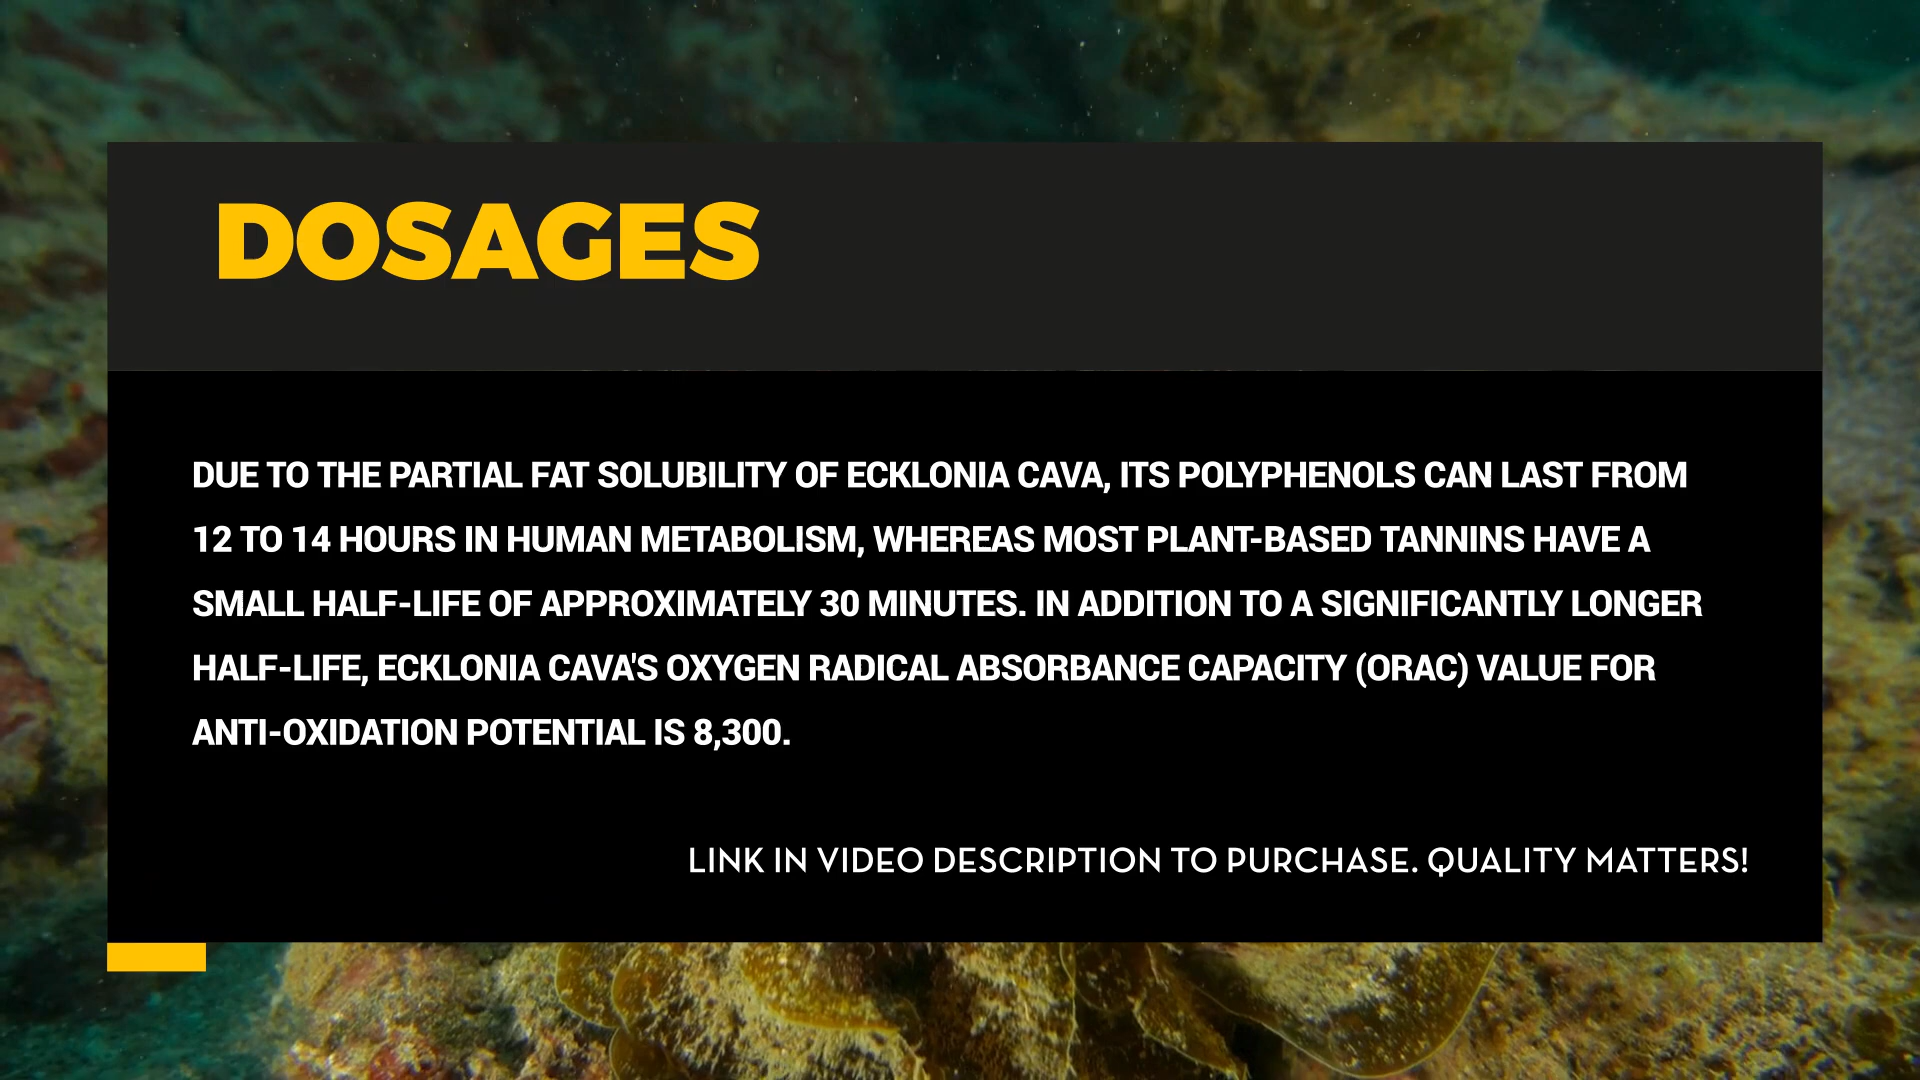 DOSAGES
DUE TO THE PARTIAL FAT SOLUBILITY OF ECKLONIA CAVA, ITS POLYPHENOLS CAN LAST FROM
12 TO 14 HOURS IN HUMAN METABOLISM, WHEREAS MOST PLANT-BASED TANNINS HAVE A
SMALL HALF-LIFE OF APPROXIMATELY 30 MINUTES. IN ADDITION TO A SIGNIFICANTLY LONGER
HALF-LIFE, ECKLONIA CAVA'S OXYGEN RADICAL ABSORBANCE CAPACITY (ORAC) VALUE FOR
ANTI-OXIDATION POTENTIAL IS 8,300.
LINK IN VIDEO DESCRIPTION TO PURCHASE. QUALITY MATTERS!